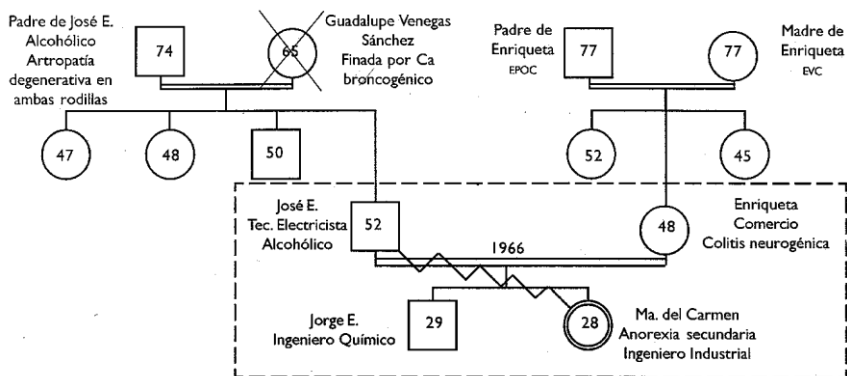 Padre de José E.
Alcohólico
Artropatía
degenerativa en
ambas rodillas
74
65
Guadalupe Venegas
Sánchez
Finada por Ca
broncogénico
Padre de
Enriqueta
EPOC
77
77
Madre de
Enriqueta
EVC
47
48
50
52
45
José E.
Tec. Electricista
Alcohólico
52
1966
48
Enriqueta
Comercio
Colitis neurogénica
Jorge E.
Ingeniero Químico
29
28
Ma. del Carmen
Anorexia secundaria
Ingeniero Industrial